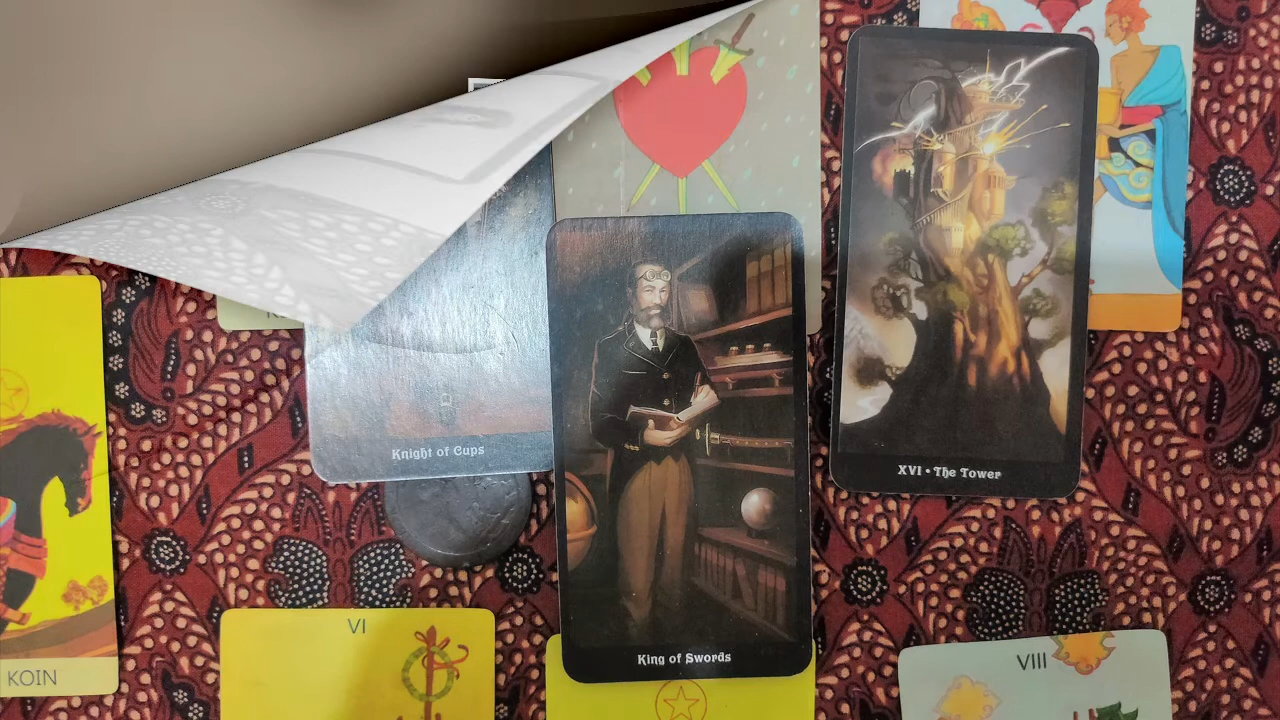 XVI • The Tower
Knight of Cups
King of Swords
KOIN
VI
VIII